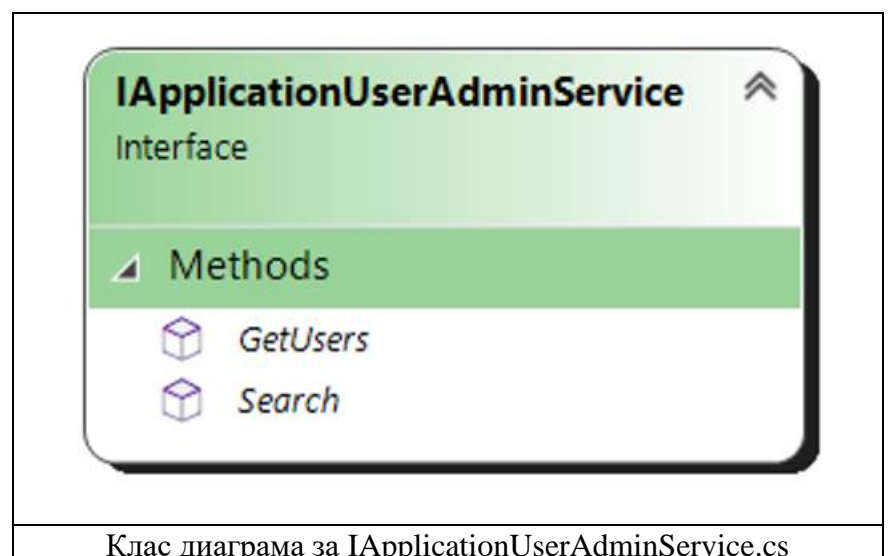 IApplicationUserAdminService
Interface
Methods
GetUsers
Search
Клас диаграма за IApplicationUserAdminService.cs